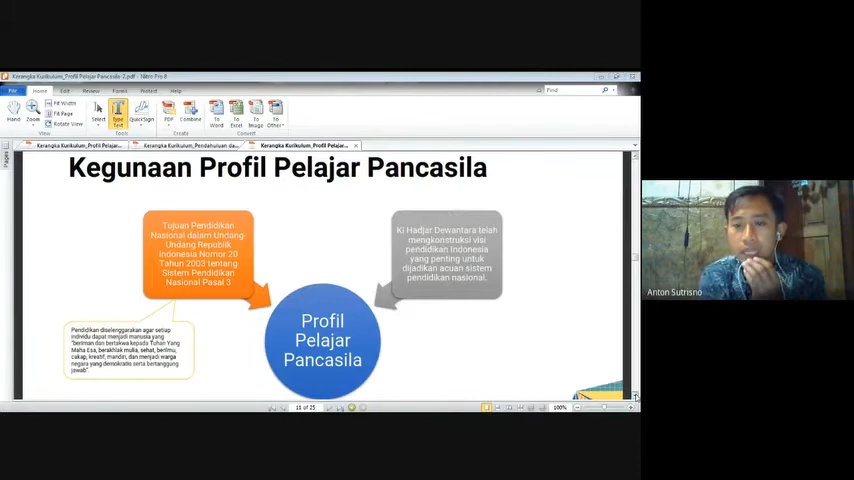 Kerangka Kurikulum_Profil Pelajar Pancasila-2.pdf - Nitro Pro 8
File Home Edit Review Forms Protect Help
Find
Hand
Zoom
Fit Width
Fit Page
Rotate View
Select
Type
Text
QuickSign
PDF
Combine
To
Word
To
Excel
To
Image
To
Other
View
Tools
Create
Convert
Pages
Kerangka Kurikulum_Profil Pelajar...
Kerangka Kurikulum_Pendahuluan da...
Kerangka Kurikulum_Profil Pelajar...
Kegunaan Profil Pelajar Pancasila
Tujuan Pendidikan
Nasional dalam Undang-
Undang Republik
Indonesia Nomor 20
Tahun 2003 tentang
Sistem Pendidikan
Nasional Pasal 3
Ki Hadjar Dewantara telah
mengkonstruksi visi
pendidikan Indonesia
yang penting untuk
dijadikan acuan sistem
pendidikan nasional.
Profil
Pelajar
Pancasila
Pendidikan diselenggarakan agar setiap
individu dapat menjadi manusia yang
"beriman dan bertakwa kepada Tuhan Yang
Maha Esa, berakhlak mulia, sehat, berilmu,
cakap, kreatif, mandiri, dan menjadi warga
negara yang demokratis serta bertanggung
jawab".
11 of 25
100%
Anton Sutrisno